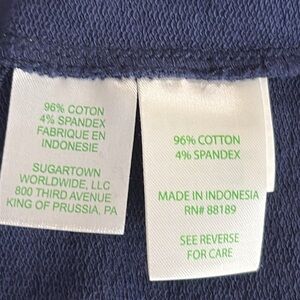 96% COTON
4% SPANDEX
FABRIQUE EN
INDONESIE
SUGARTOWN
WORLDWIDE, LLC
800 THIRD AVENUE
KING OF PRUSSIA, PA
96% COTTON
4% SPANDEX
MADE IN INDONESIA
RN# 88189
SEE REVERSE
FOR CARE